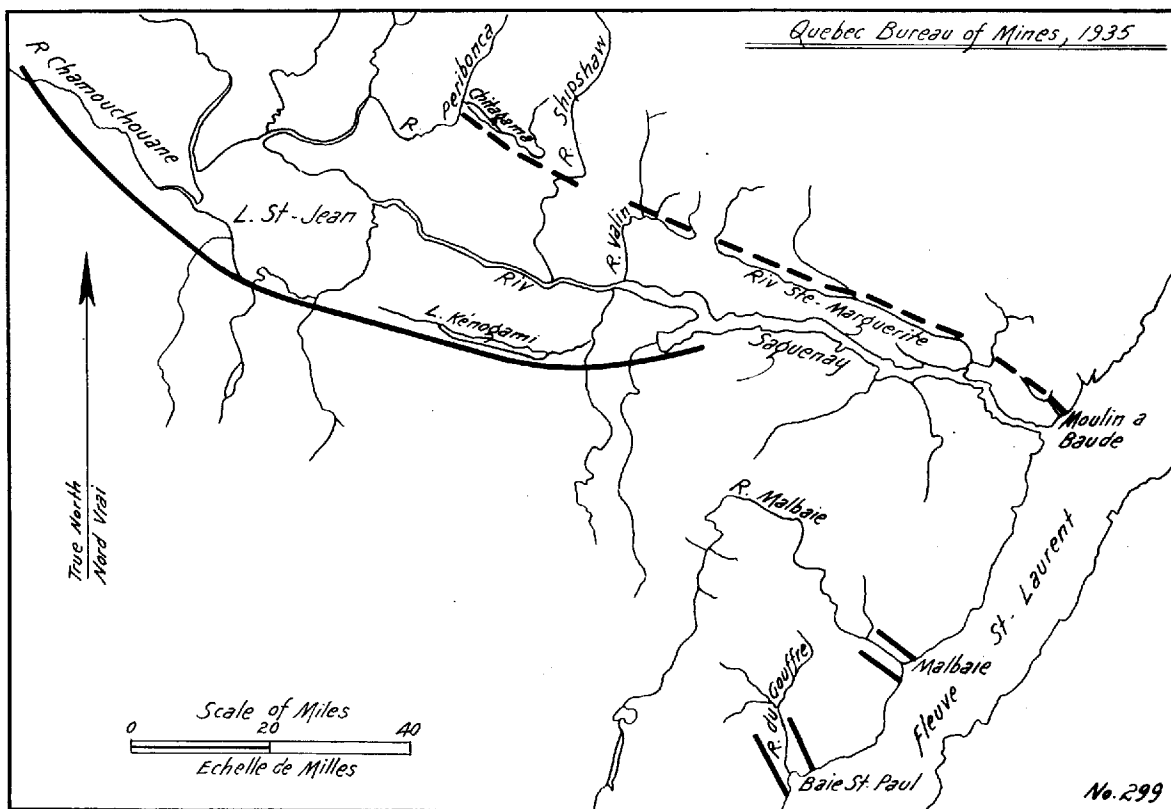 Quebec Bureau of Mines, 1935
R Chamouchouane
R. Peribonca
Chitagama
R. Shipshaw
L. St-Jean
R. Valin
Riv
Riv Ste-Marguerite
L. Kénogami
Saguenay
Moulin a
Baude
True North
Nord Vrai
R. Malbaie
St-Laurent
Fleuve
Malbaie
R. du Gouffre
Baie St. Paul
Scale of Miles
0 20 40
Echelle de Milles
No. 299